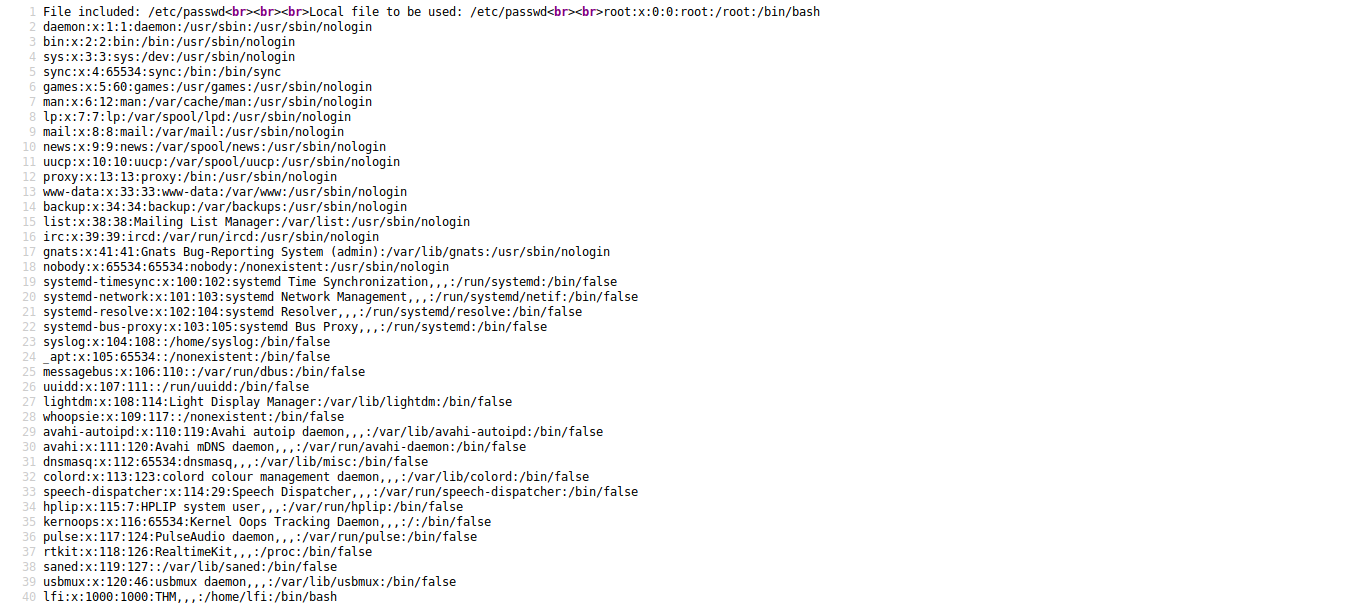 1 File included: /etc/passwd<br><br><br>Local file to be used: /etc/passwd<br><br>root:x:0:0:root:/root:/bin/bash
2 daemon:x:1:1:daemon:/usr/sbin:/usr/sbin/nologin
3 bin:x:2:2:bin:/bin:/usr/sbin/nologin
4 sys:x:3:3:sys:/dev:/usr/sbin/nologin
5 sync:x:4:65534:sync:/bin:/bin/sync
6 games:x:5:60:games:/usr/games:/usr/sbin/nologin
7 man:x:6:12:man:/var/cache/man:/usr/sbin/nologin
8 lp:x:7:7:lp:/var/spool/lpd:/usr/sbin/nologin
9 mail:x:8:8:mail:/var/mail:/usr/sbin/nologin
10 news:x:9:9:news:/var/spool/news:/usr/sbin/nologin
11 uucp:x:10:10:uucp:/var/spool/uucp:/usr/sbin/nologin
12 proxy:x:13:13:proxy:/bin:/usr/sbin/nologin
13 www-data:x:33:33:www-data:/var/www:/usr/sbin/nologin
14 backup:x:34:34:backup:/var/backups:/usr/sbin/nologin
15 list:x:38:38:Mailing List Manager:/var/list:/usr/sbin/nologin
16 irc:x:39:39:ircd:/var/run/ircd:/usr/sbin/nologin
17 gnats:x:41:41:Gnats Bug-Reporting System (admin):/var/lib/gnats:/usr/sbin/nologin
18 nobody:x:65534:65534:nobody:/nonexistent:/usr/sbin/nologin
19 systemd-timesync:x:100:102:systemd Time Synchronization,,,:/run/systemd:/bin/false
20 systemd-network:x:101:103:systemd Network Management,,,:/run/systemd/netif:/bin/false
21 systemd-resolve:x:102:104:systemd Resolver,,,:/run/systemd/resolve:/bin/false
22 systemd-bus-proxy:x:103:105:systemd Bus Proxy,,,:/run/systemd:/bin/false
23 syslog:x:104:108::/home/syslog:/bin/false
24 _apt:x:105:65534::/nonexistent:/bin/false
25 messagebus:x:106:110::/var/run/dbus:/bin/false
26 uuidd:x:107:111::/run/uuidd:/bin/false
27 lightdm:x:108:114:Light Display Manager:/var/lib/lightdm:/bin/false
28 whoopsie:x:109:117::/nonexistent:/bin/false
29 avahi-autoipd:x:110:119:Avahi autoip daemon,,,:/var/lib/avahi-autoipd:/bin/false
30 avahi:x:111:120:Avahi mDNS daemon,,,:/var/run/avahi-daemon:/bin/false
31 dnsmasq:x:112:65534:dnsmasq,,,:/var/lib/misc:/bin/false
32 colord:x:113:123:colord colour management daemon,,,:/var/lib/colord:/bin/false
33 speech-dispatcher:x:114:29:Speech Dispatcher,,,:/var/run/speech-dispatcher:/bin/false
34 hplip:x:115:7:HPLIP system user,,,:/var/run/hplip:/bin/false
35 kernoops:x:116:65534:Kernel Oops Tracking Daemon,,,:/:/bin/false
36 pulse:x:117:124:PulseAudio daemon,,,:/var/run/pulse:/bin/false
37 rtkit:x:118:126:RealtimeKit,,,:/proc:/bin/false
38 saned:x:119:127::/var/lib/saned:/bin/false
39 usbmux:x:120:46:usbmux daemon,,,:/var/lib/usbmux:/bin/false
40 lfi:x:1000:1000:THM,,,:/home/lfi:/bin/bash